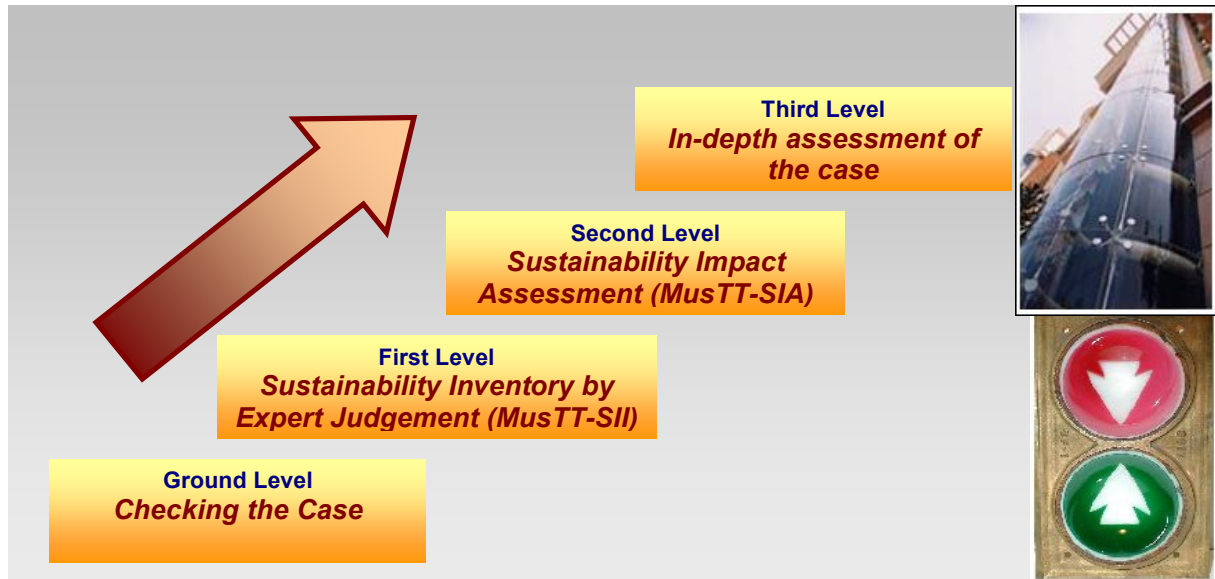 Third Level
In-depth assessment of
the case
Second Level
Sustainability Impact
Assessment (MusTT-SIA)
First Level
Sustainability Inventory by
Expert Judgement (MusTT-SII)
Ground Level
Checking the Case